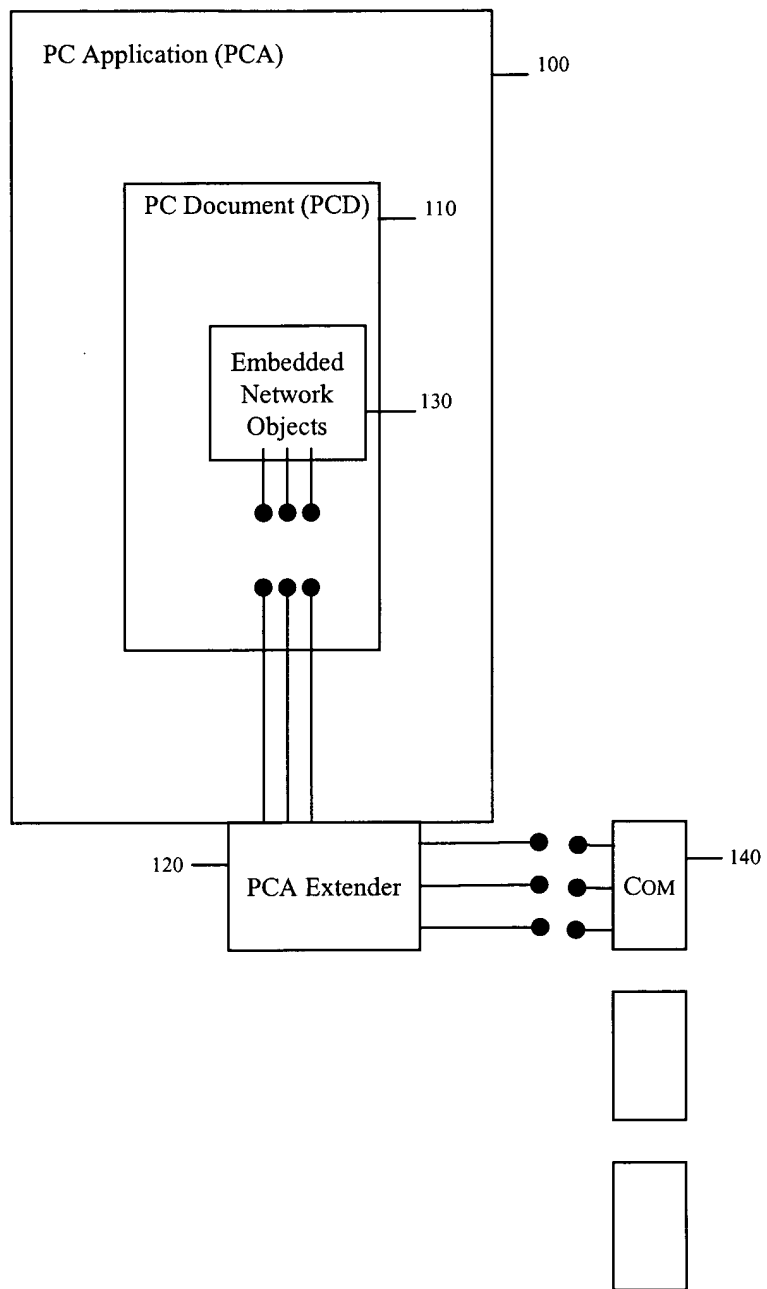 PC Application (PCA)
100
PC Document (PCD)
110
Embedded
Network
Objects
130
120
PCA Extender
COM
140